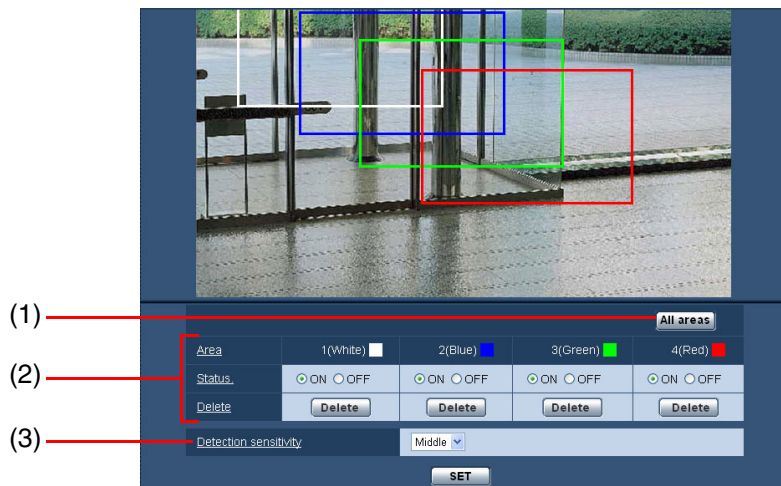 (1)
All areas
(2)
Area 1(White) 2(Blue) 3(Green) 4(Red)
Status. ON OFF ON OFF ON OFF ON OFF
Delete Delete Delete Delete Delete
(3)
Detection sensitivity Middle
SET